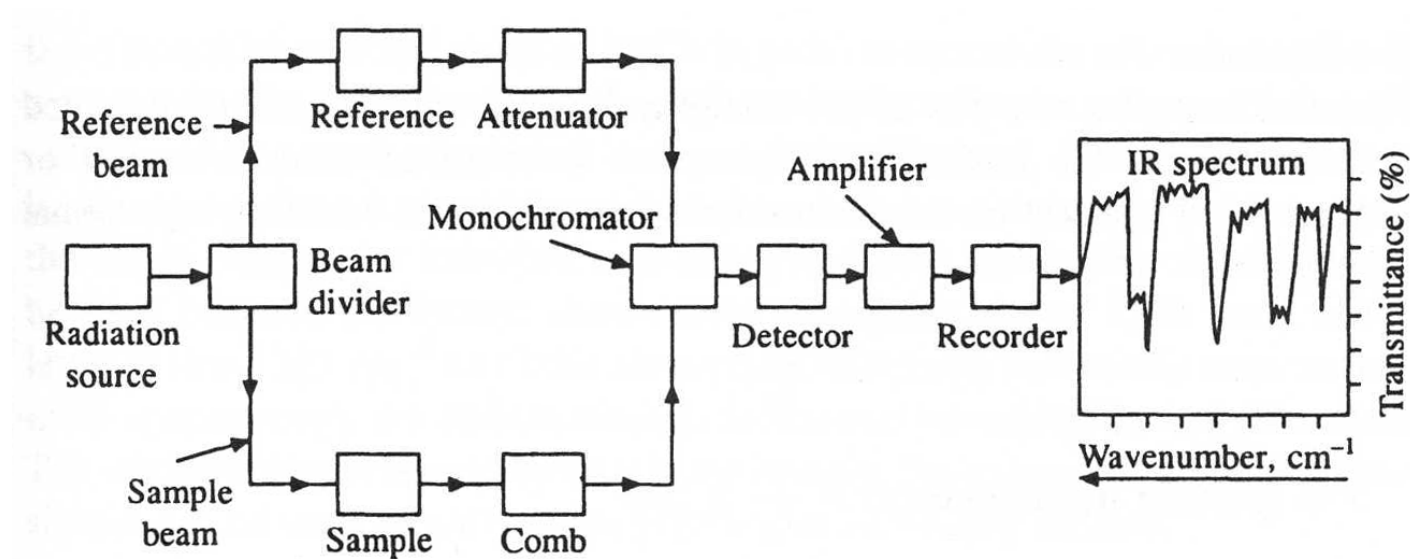 Reference
beam
Reference
Attenuator
Radiation
source
Beam
divider
Sample
beam
Sample
Comb
Monochromator
Detector
Amplifier
Recorder
IR spectrum
Transmittance (%)
Wavenumber, cm⁻¹